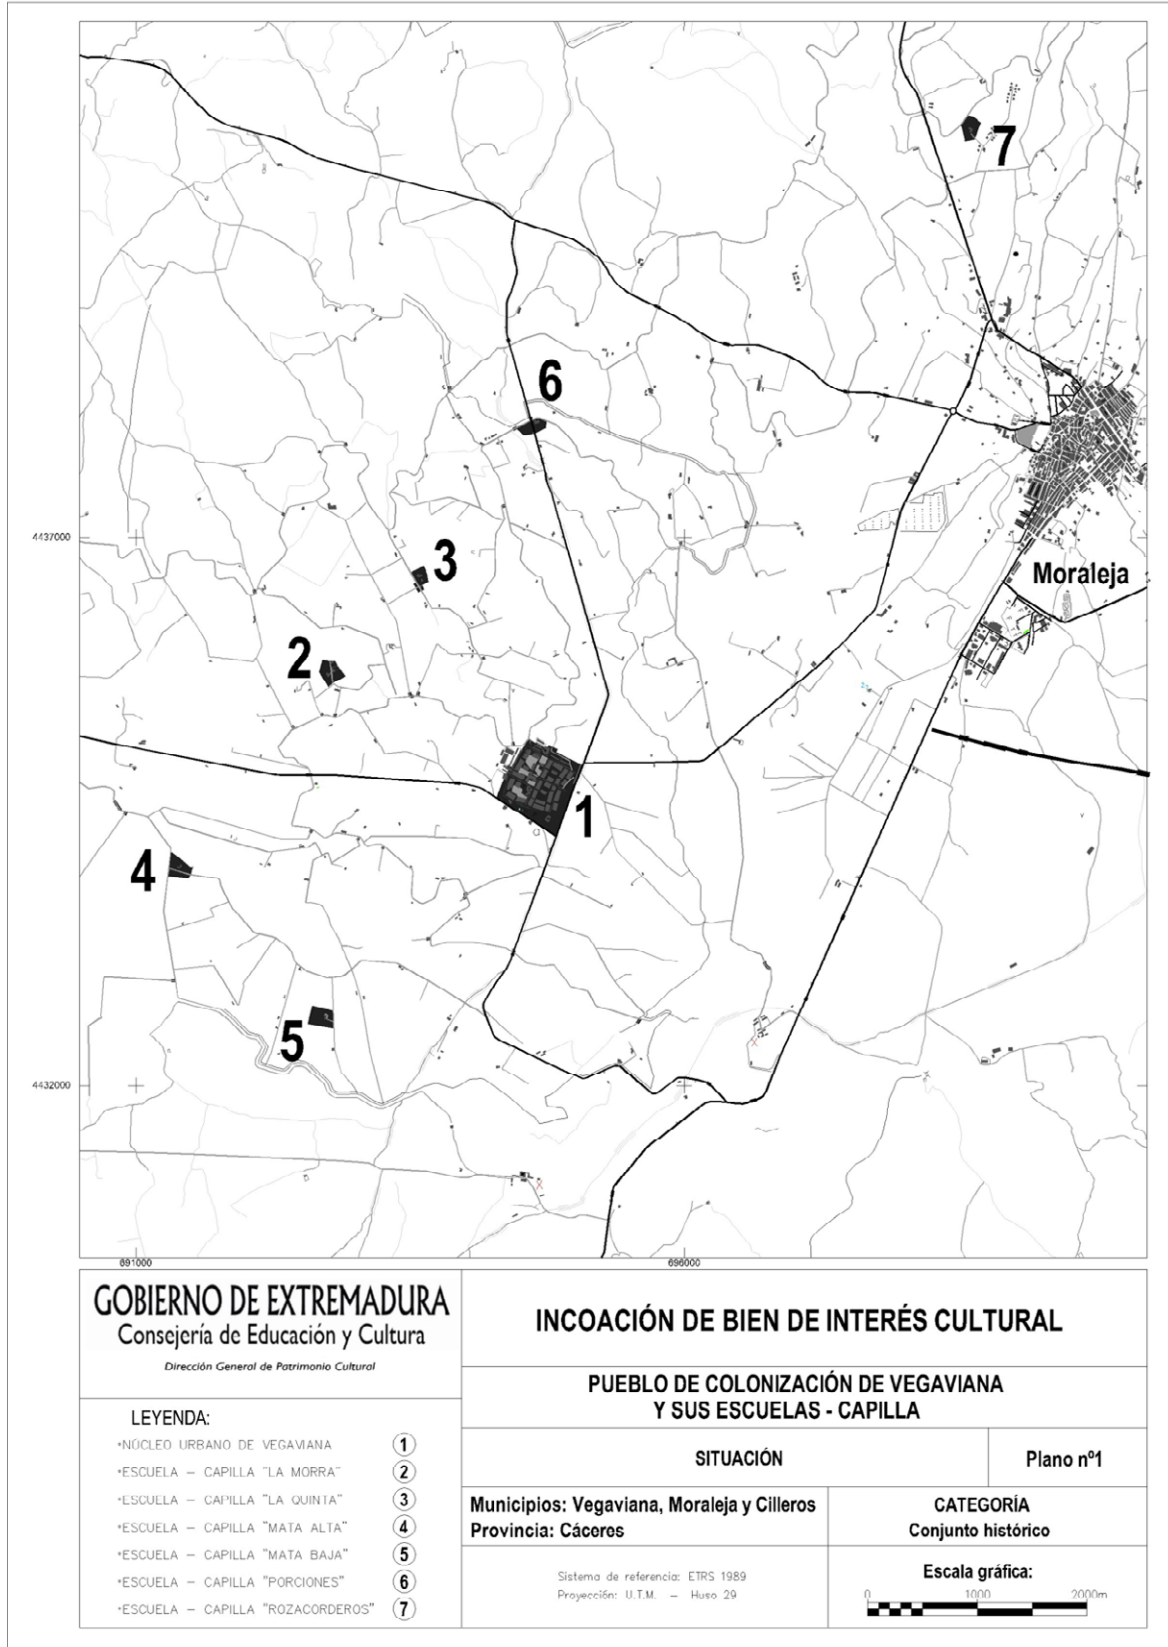 7
6
4437000
3
Moraleja
2
1
4
5
4432000
691000
696000
GOBIERNO DE EXTREMADURA
Consejería de Educación y Cultura
Dirección General de Patrimonio Cultural
INCOACIÓN DE BIEN DE INTERÉS CULTURAL
PUEBLO DE COLONIZACIÓN DE VEGAVIANA
Y SUS ESCUELAS - CAPILLA
LEYENDA:
•NÚCLEO URBANO DE VEGAVIANA 1
•ESCUELA – CAPILLA "LA MORRA" 2
•ESCUELA – CAPILLA "LA QUINTA" 3
•ESCUELA – CAPILLA "MATA ALTA" 4
•ESCUELA – CAPILLA "MATA BAJA" 5
•ESCUELA – CAPILLA "PORCIONES" 6
•ESCUELA – CAPILLA "ROZACORDEROS" 7
SITUACIÓN
Plano nº1
Municipios: Vegaviana, Moraleja y Cilleros
Provincia: Cáceres
CATEGORÍA
Conjunto histórico
Sistema de referencia: ETRS 1989
Proyección: U.T.M. – Huso 29
Escala gráfica:
0 1000 2000m